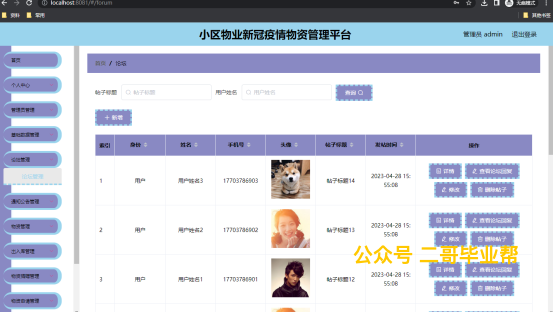 localhost:8081/#/forum
无痕模式
资料 常用
其他书签
小区物业新冠疫情物资管理平台
管理员 admin 退出登录
首页
个人中心
管理员管理
基础数据管理
论坛管理
论坛管理
通知公告管理
物资管理
出入库管理
物资捐赠管理
物资申请管理
首页 / 论坛
帖子标题 帖子标题 用户姓名 用户姓名 查询
+ 新增
索引 身份 姓名 手机号 头像 帖子标题 发帖时间 操作
1 用户 用户姓名3 17703786903 帖子标题14 2023-04-28 15:55:08 详情 查看论坛回复 修改 删除帖子
2 用户 用户姓名2 17703786902 帖子标题13 2023-04-28 15:55:08 详情 查看论坛回复 修改 删除帖子
3 用户 用户姓名1 17703786901 帖子标题12 2023-04-28 15:55:08 详情 查看论坛回复 修改 删除帖子
公众号 二哥毕业帮